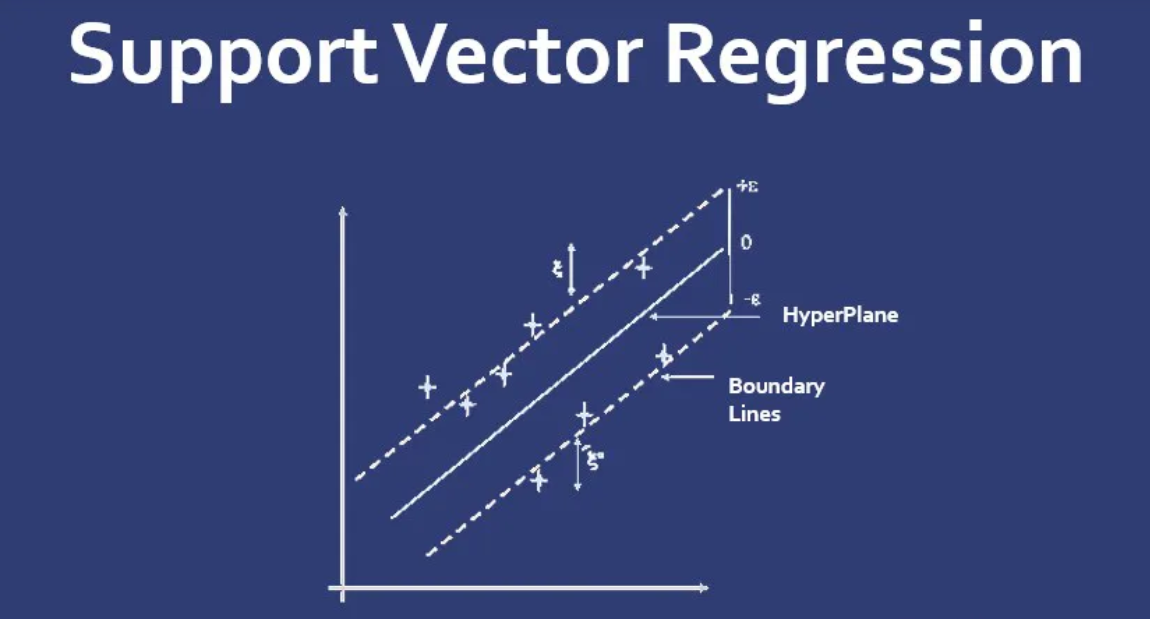 Support Vector Regression
+ε
0
-ε
ξ
HyperPlane
Boundary
Lines
ξ*